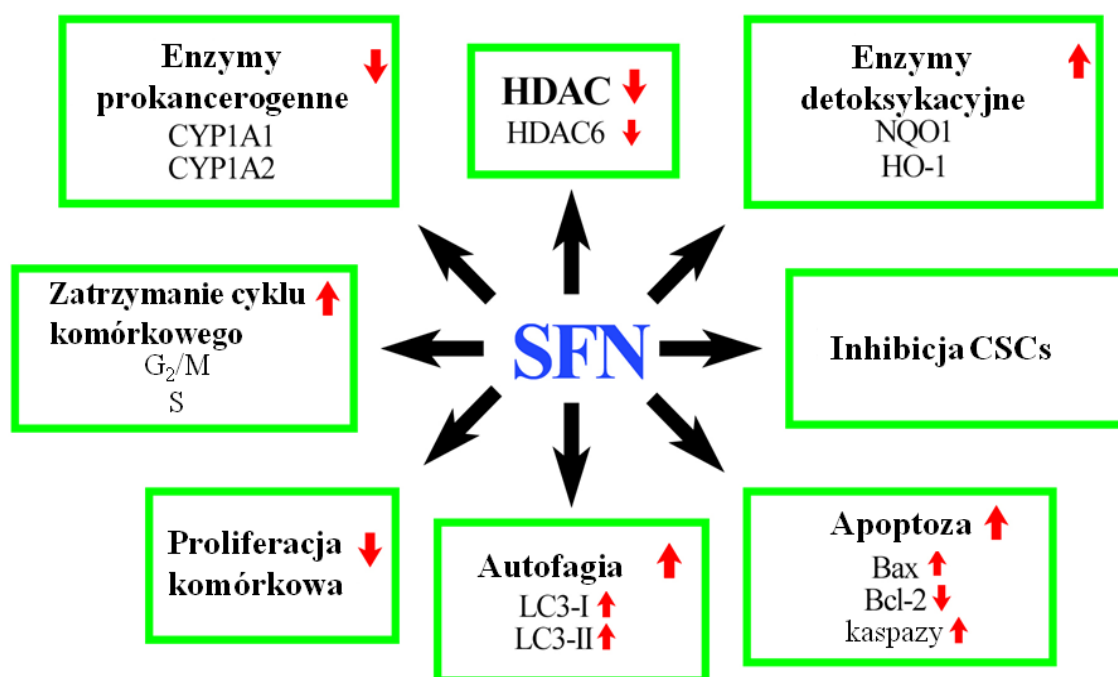 Enzymy
prokancerogenne
CYP1A1
CYP1A2
HDAC
HDAC6
Enzymy
detoksykacyjne
NQO1
HO-1
Zatrzymanie cyklu
komórkowego
G₂/M
S
SFN
Inhibicja CSCs
Proliferacja
komórkowa
Autofagia
LC3-I
LC3-II
Apoptoza
Bax
Bcl-2
kaspazy